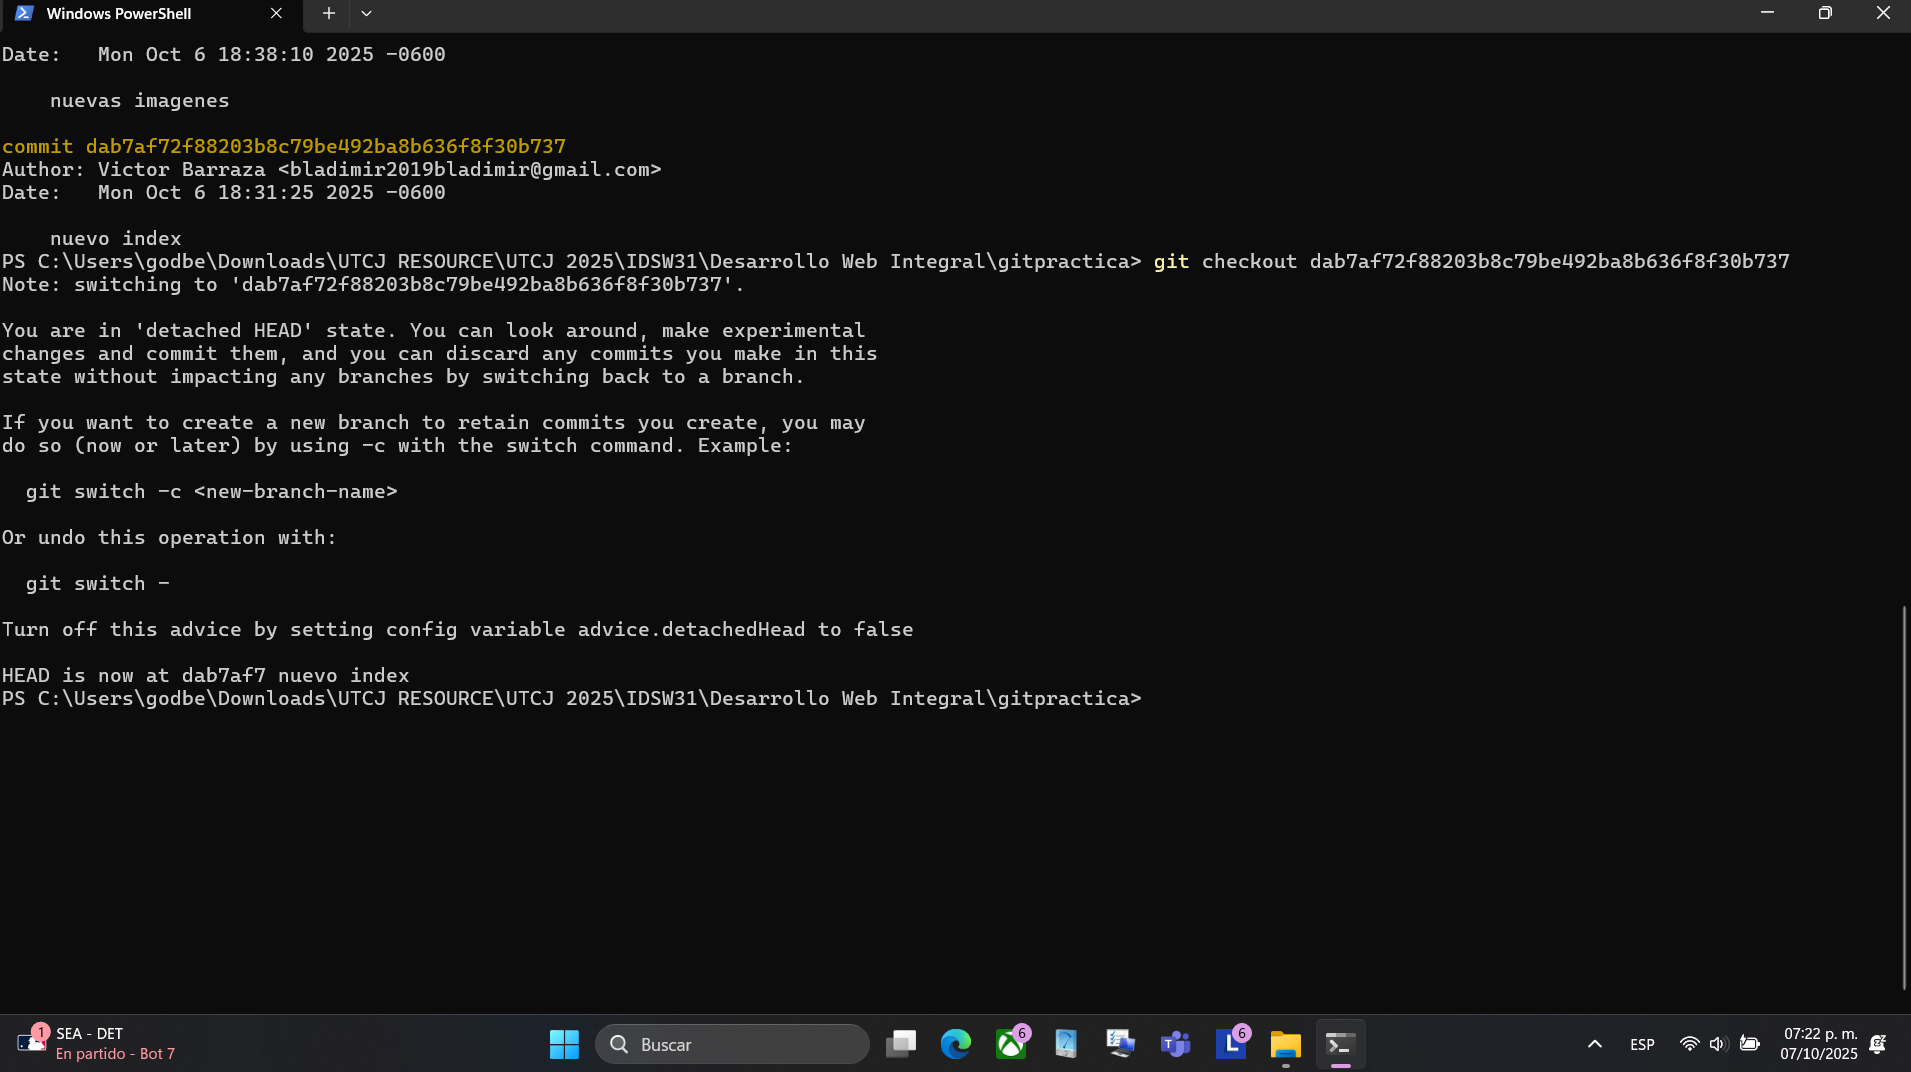 Windows PowerShell
Date:   Mon Oct 6 18:38:10 2025 -0600
nuevas imagenes
commit dab7af72f88203b8c79be492ba8b636f8f30b737
Author: Victor Barraza <bladimir2019bladimir@gmail.com>
Date:   Mon Oct 6 18:31:25 2025 -0600
nuevo index
PS C:\Users\godbe\Downloads\UTCJ RESOURCE\UTCJ 2025\IDSW31\Desarrollo Web Integral\gitpractica> git checkout dab7af72f88203b8c79be492ba8b636f8f30b737
Note: switching to 'dab7af72f88203b8c79be492ba8b636f8f30b737'.
You are in 'detached HEAD' state. You can look around, make experimental
changes and commit them, and you can discard any commits you make in this
state without impacting any branches by switching back to a branch.
If you want to create a new branch to retain commits you create, you may
do so (now or later) by using -c with the switch command. Example:
git switch -c <new-branch-name>
Or undo this operation with:
git switch -
Turn off this advice by setting config variable advice.detachedHead to false
HEAD is now at dab7af7 nuevo index
PS C:\Users\godbe\Downloads\UTCJ RESOURCE\UTCJ 2025\IDSW31\Desarrollo Web Integral\gitpractica>
1
SEA - DET
En partido - Bot 7
Buscar
6
T
L
6
ESP
07:22 p. m.
07/10/2025